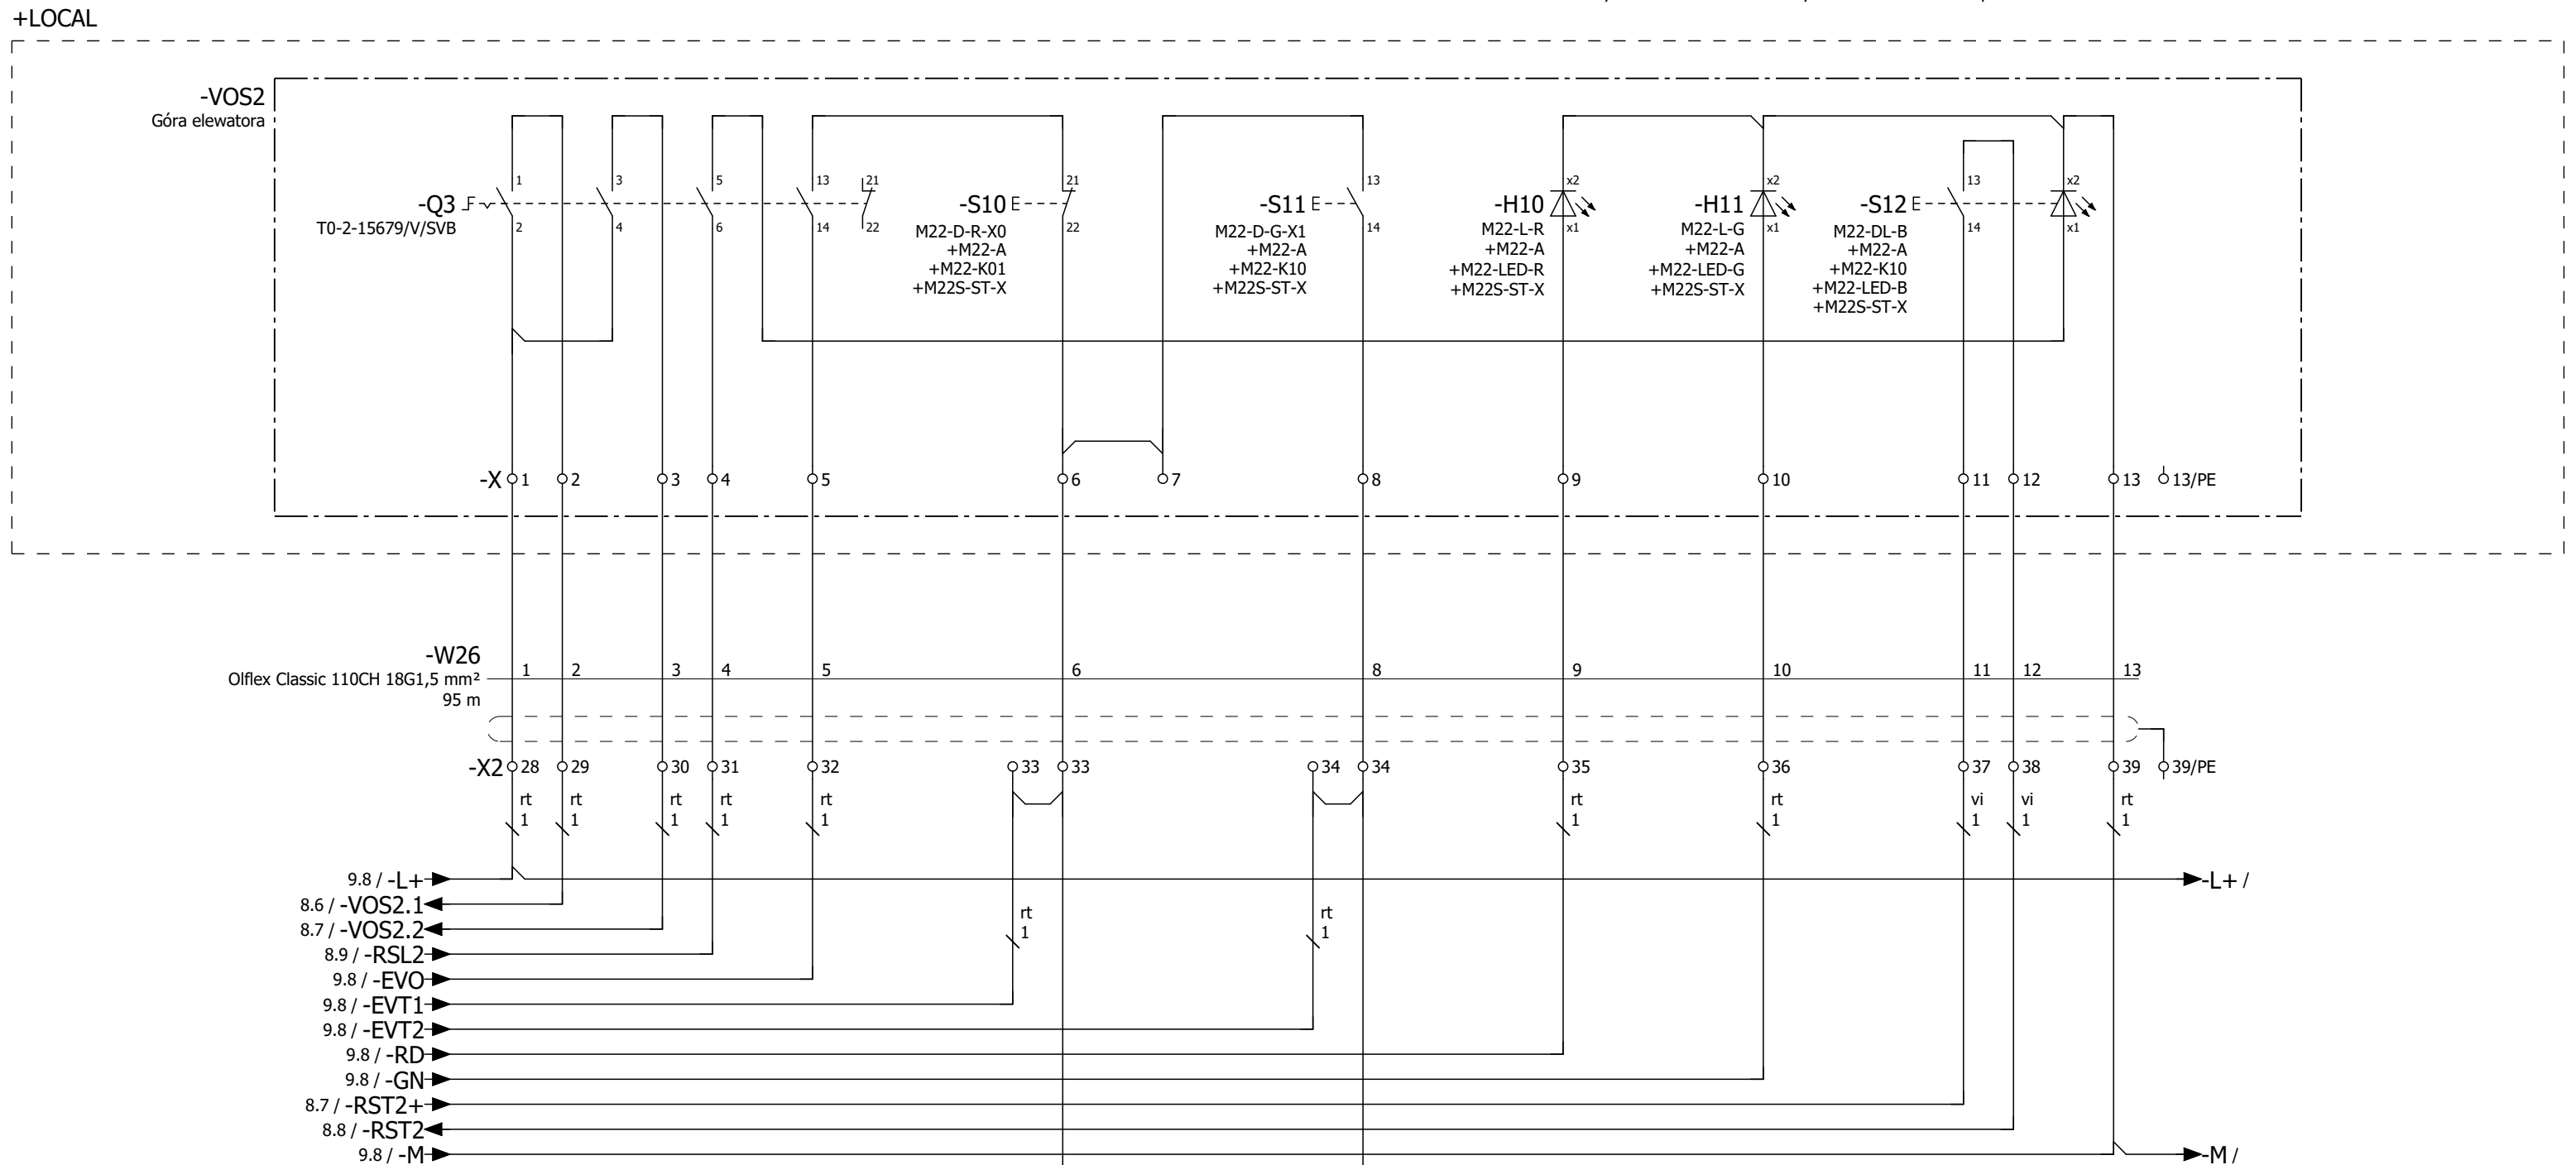 +LOCAL
-VOS2
Góra elewatora
1 3 5 13 21 21 13 x2 x2 13 x2
-Q3 -S10 -S11 -H10 -H11 -S12
T0-2-15679/V/SVB
2 4 6 14 22 22 14 x1 x1 14 x1
M22-D-R-X0
+M22-A
+M22-K01
+M22S-ST-X
M22-D-G-X1
+M22-A
+M22-K10
+M22S-ST-X
M22-L-R
+M22-A
+M22-LED-R
+M22S-ST-X
M22-L-G
+M22-A
+M22-LED-G
+M22S-ST-X
M22-DL-B
+M22-A
+M22-K10
+M22-LED-B
+M22S-ST-X
-X 1 2 3 4 5 6 7 8 9 10 11 12 13 13/PE
-W26
1 2 3 4 5 6 8 9 10 11 12 13
Olflex Classic 110CH 18G1,5 mm²
95 m
-X2 28 29 30 31 32 33 33 34 34 35 36 37 38 39 39/PE
rt rt rt rt rt rt rt vi vi rt
1 1 1 1 1 1 1 1 1 1
9.8 / -L+ -L+ /
8.6 / -VOS2.1
rt rt
8.7 / -VOS2.2
1 1
8.9 / -RSL2
9.8 / -EVO
9.8 / -EVT1
9.8 / -EVT2
9.8 / -RD
9.8 / -GN
8.7 / -RST2+
8.8 / -RST2
9.8 / -M -M /